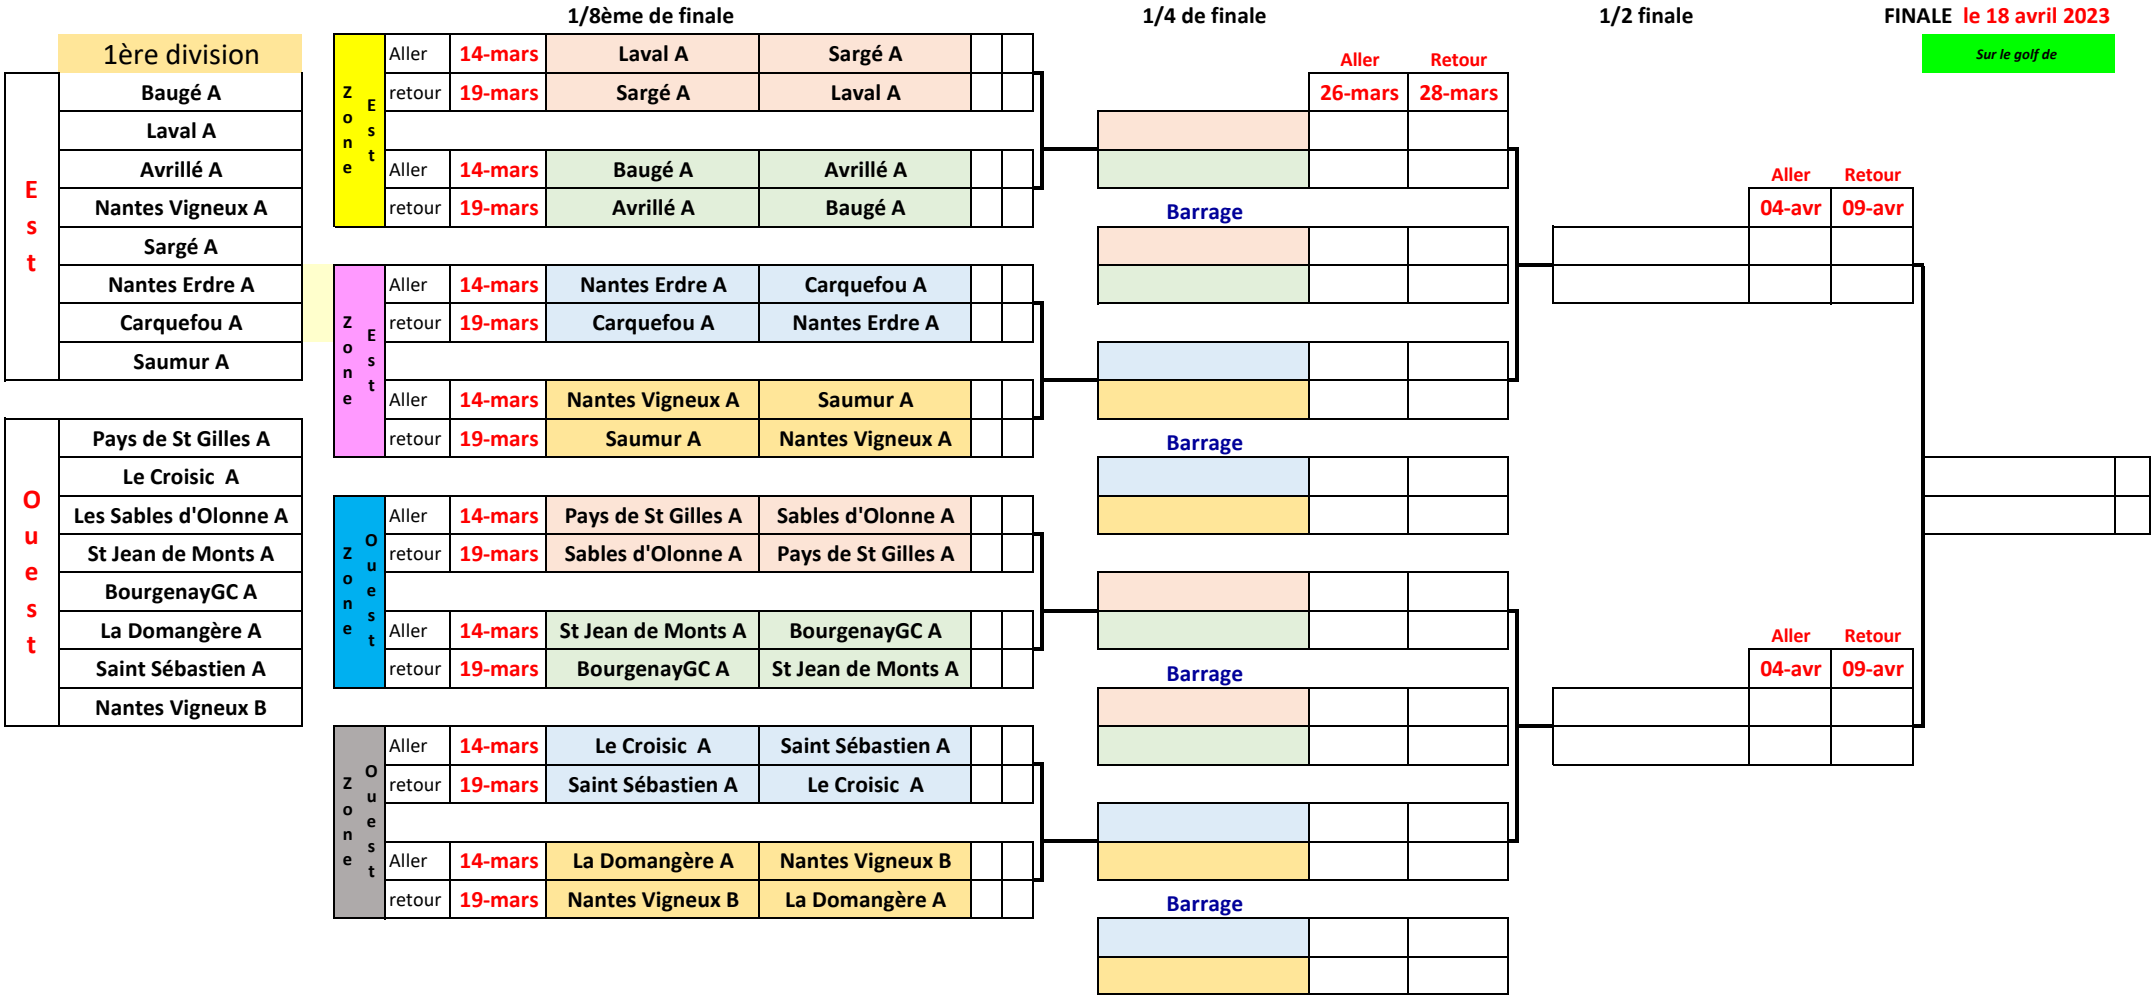 1/8ème de finale
1/4 de finale
1/2 finale
FINALE le 18 avril 2023
Sur le golf de
1ère division
Est
Baugé A
Laval A
Avrillé A
Nantes Vigneux A
Sargé A
Nantes Erdre A
Carquefou A
Saumur A
Ouest
Pays de St Gilles A
Le Croisic  A
Les Sables d'Olonne A
St Jean de Monts A
BourgenayGC A
La Domangère A
Saint Sébastien A
Nantes Vigneux B
Zone Est
Aller 14-mars Laval A Sargé A
retour 19-mars Sargé A Laval A
Aller 14-mars Baugé A Avrillé A
retour 19-mars Avrillé A Baugé A
Zone Est
Aller 14-mars Nantes Erdre A Carquefou A
retour 19-mars Carquefou A Nantes Erdre A
Aller 14-mars Nantes Vigneux A Saumur A
retour 19-mars Saumur A Nantes Vigneux A
Zone Ouest
Aller 14-mars Pays de St Gilles A Sables d'Olonne A
retour 19-mars Sables d'Olonne A Pays de St Gilles A
Aller 14-mars St Jean de Monts A BourgenayGC A
retour 19-mars BourgenayGC A St Jean de Monts A
Zone Ouest
Aller 14-mars Le Croisic  A Saint Sébastien A
retour 19-mars Saint Sébastien A Le Croisic  A
Aller 14-mars La Domangère A Nantes Vigneux B
retour 19-mars Nantes Vigneux B La Domangère A
Aller Retour
26-mars 28-mars
Barrage
Barrage
Barrage
Barrage
Aller Retour
04-avr 09-avr
Aller Retour
04-avr 09-avr